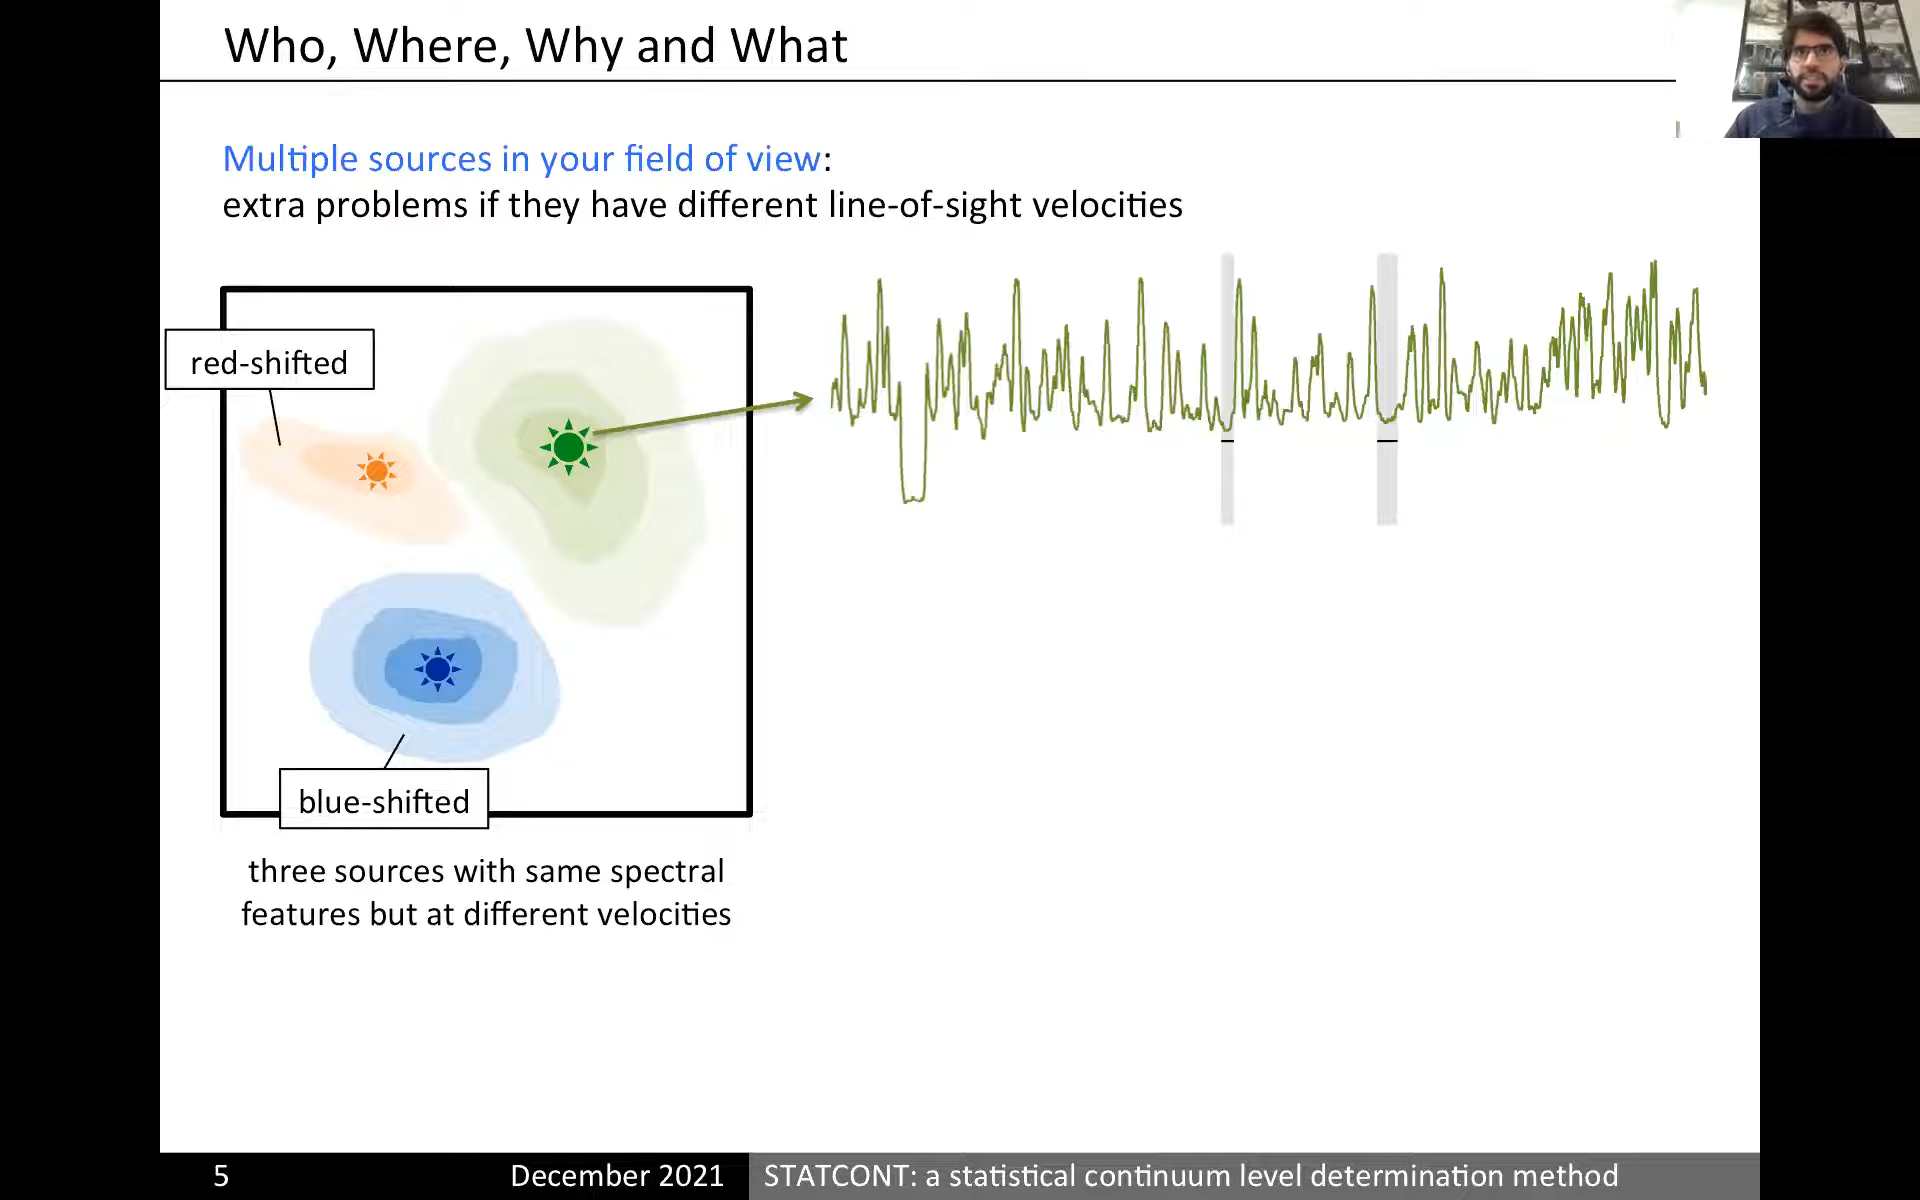 Who, Where, Why and What
Multiple sources in your field of view:
extra problems if they have different line-of-sight velocities
red-shifted
blue-shifted
three sources with same spectral
features but at different velocities
5
December 2021
STATCONT: a statistical continuum level determination method